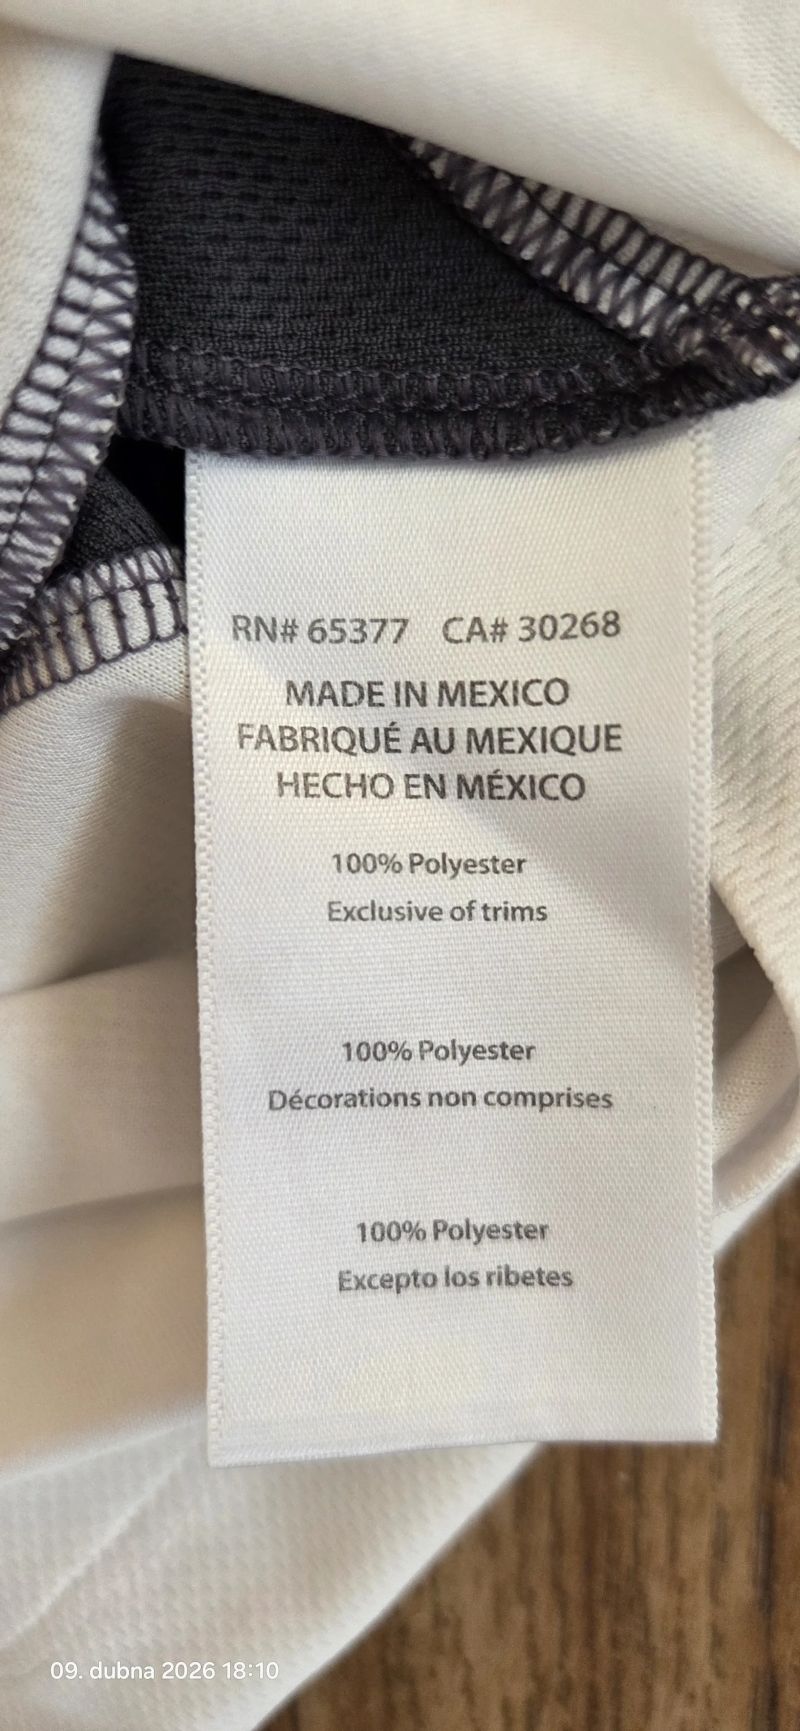 RN# 65377 CA# 30268
MADE IN MEXICO
FABRIQUÉ AU MEXIQUE
HECHO EN MÉXICO
100% Polyester
Exclusive of trims
100% Polyester
Décorations non comprises
100% Polyester
Excepto los ribetes
09. dubna 2026 18:10